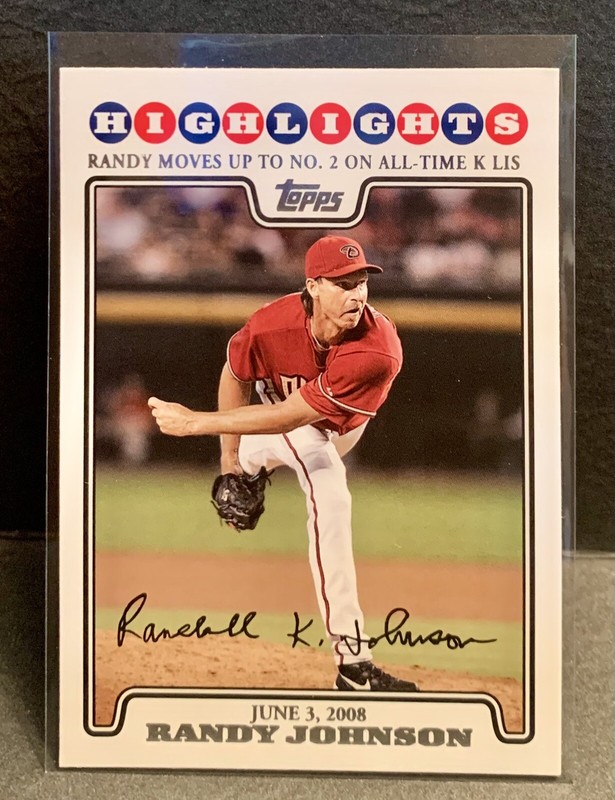 HIGHLIGHTS
RANDY MOVES UP TO NO. 2 ON ALL-TIME K LIS
Topps
Randall K. Johnson
JUNE 3, 2008
RANDY JOHNSON